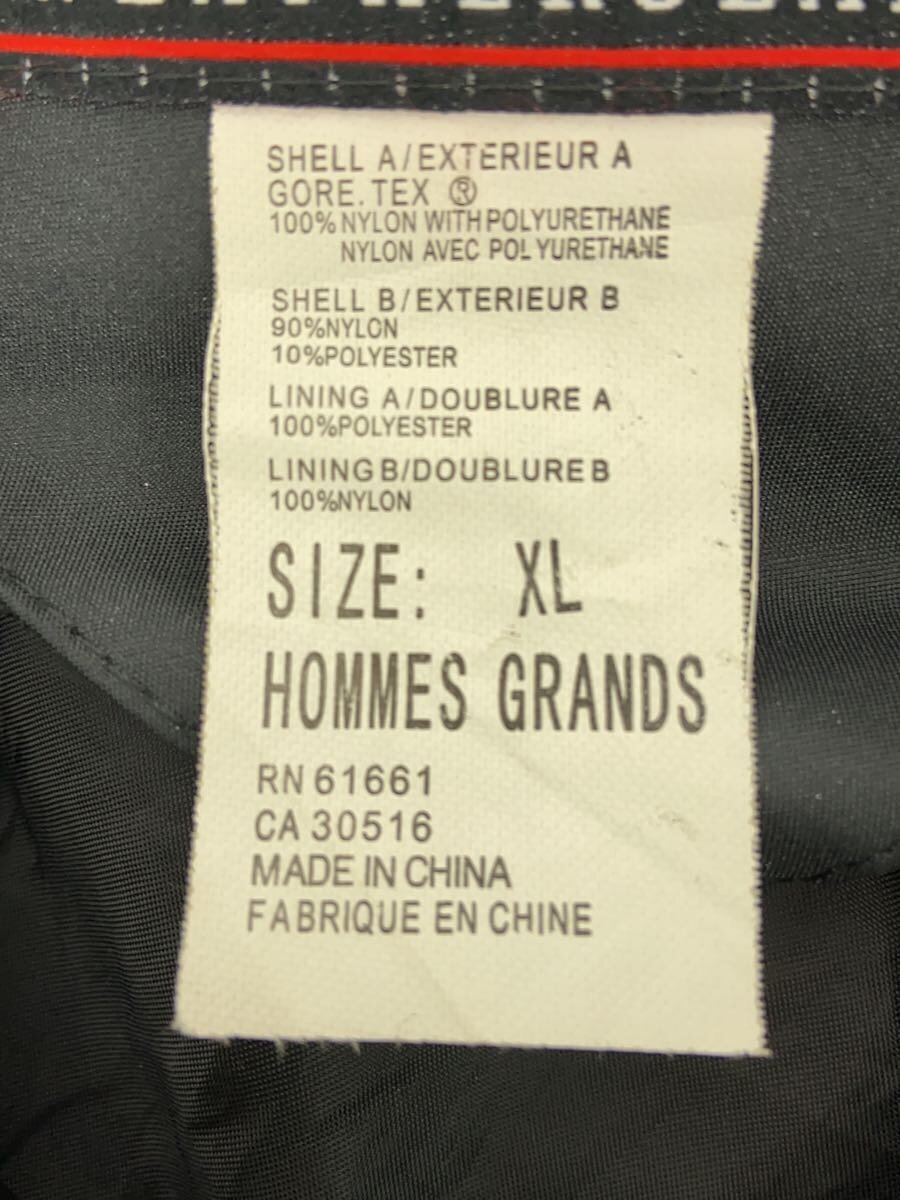 SHELL A/EXTERIEUR A
GORE.TEX ®
100%NYLON WITH POLYURETHANE
NYLON AVEC POLYURETHANE
SHELL B/EXTERIEUR B
90%NYLON
10%POLYESTER
LINING A/DOUBLURE A
100%POLYESTER
LINING B/DOUBLURE B
100%NYLON
SIZE: XL
HOMMES GRANDS
RN 61661
CA 30516
MADE IN CHINA
FABRIQUE EN CHINE